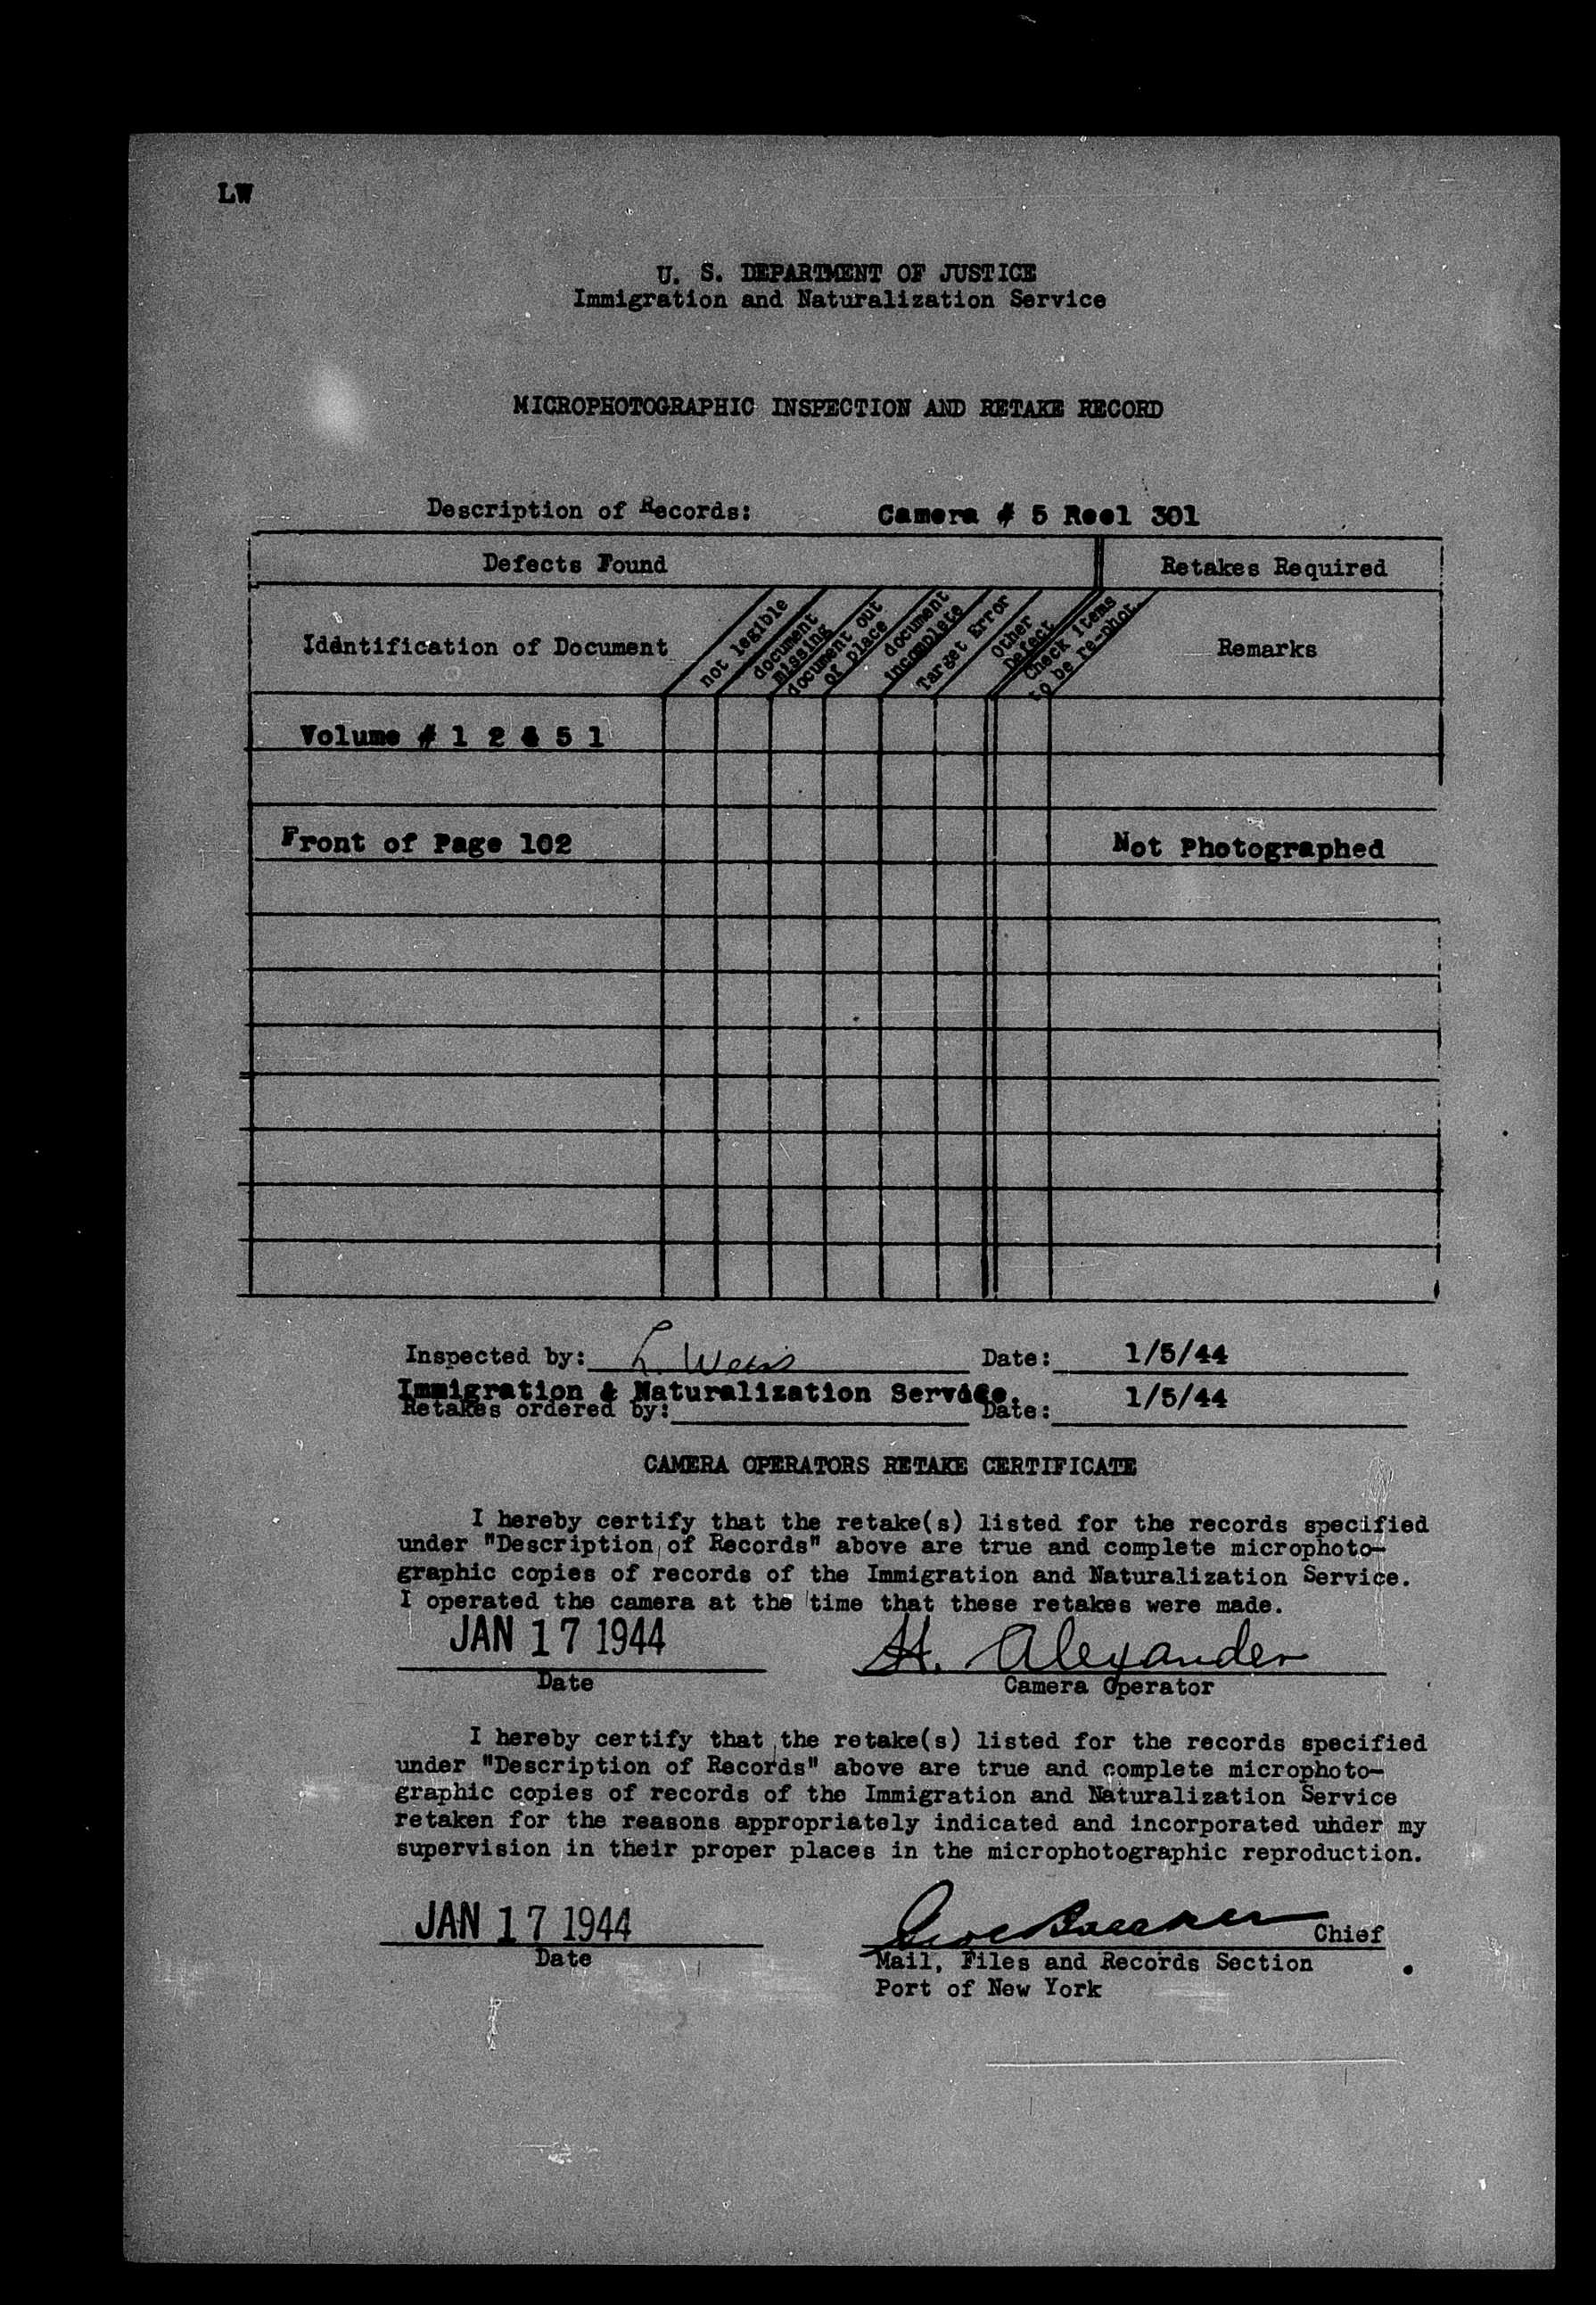 LW
U. S. DEPARTMENT OF JUSTICE
Immigration and Naturalization Service
MICROPHOTOGRAPHIC INSPECTION AND RETAKE RECORD
Description of Records: Camera # 5 Reel 301
Defects Found Retakes Required
Identification of Document
not legible
document
missing
document out
of place
document
incomplete
Target Error
Other
Defect
Check items
to be re-phot.
Remarks
Volume # 1 2 5 1
Front of Page 102 Not Photographed
Inspected by: L. Weis Date: 1/5/44
Immigration & Naturalization Service. 1/5/44
Retakes ordered by: Date:
CAMERA OPERATORS RETAKE CERTIFICATE
I hereby certify that the retake(s) listed for the records specified
under "Description of Records" above are true and complete microphoto-
graphic copies of records of the Immigration and Naturalization Service.
I operated the camera at the time that these retakes were made.
JAN 17 1944 H. Alexander
Date Camera Operator
I hereby certify that the retake(s) listed for the records specified
under "Description of Records" above are true and complete microphoto-
graphic copies of records of the Immigration and Naturalization Service
retaken for the reasons appropriately indicated and incorporated under my
supervision in their proper places in the microphotographic reproduction.
JAN 17 1944 Chief
Date Mail, Files and Records Section
Port of New York